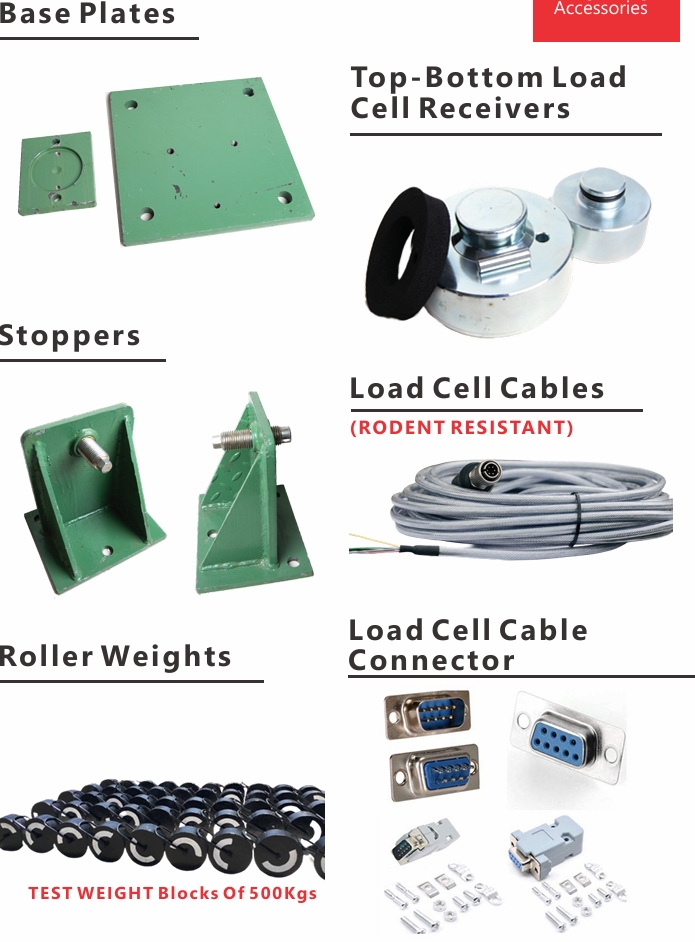 Base Plates
Accessories
Top-Bottom Load
Cell Receivers
Stoppers
Load Cell Cables
(RODENT RESISTANT)
Roller Weights
Load Cell Cable
Connector
TEST WEIGHT Blocks Of 500Kgs